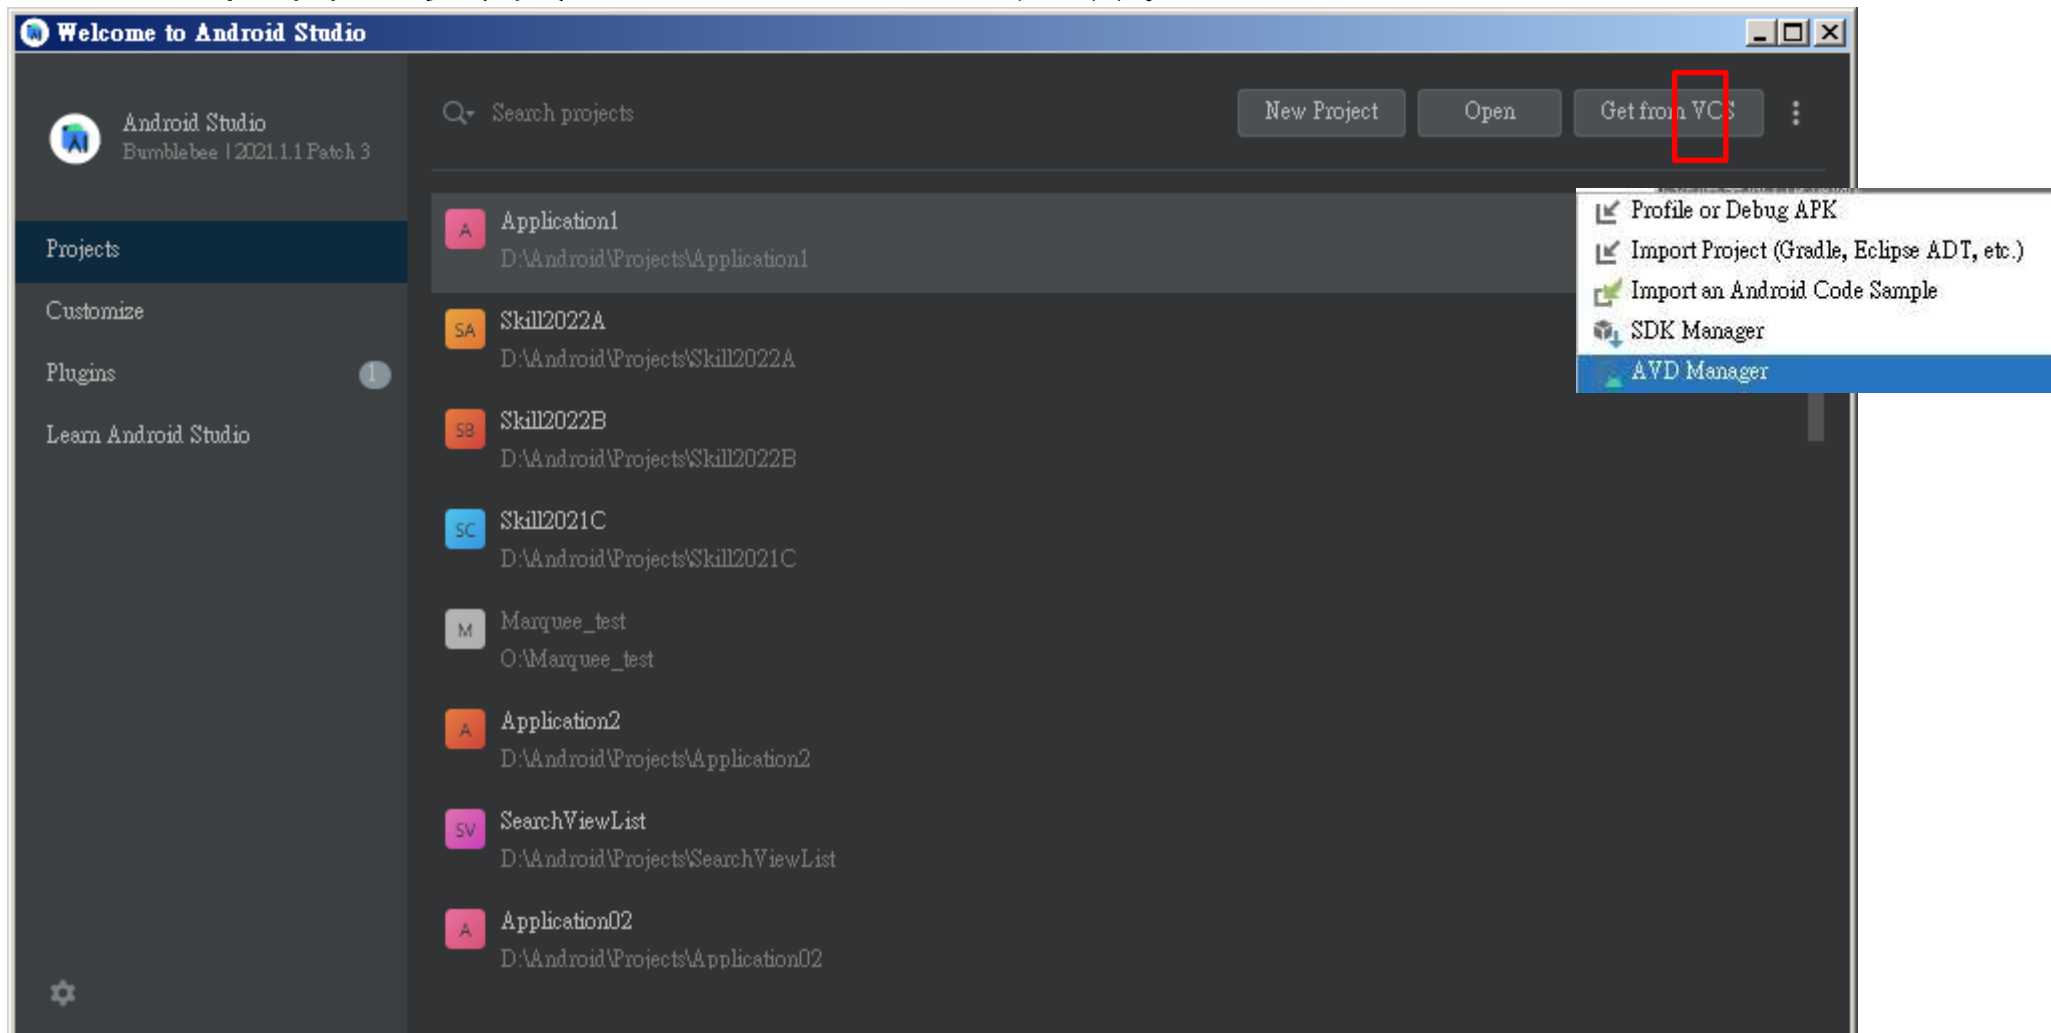 Welcome to Android Studio
Android Studio
Bumblebee | 2021.1.1 Patch 3
Search projects
New Project
Open
Get from VCS
Projects
Customize
Plugins
1
Learn Android Studio
A
Application1
D:\Android\Projects\Application1
SA
Skill2022A
D:\Android\Projects\Skill2022A
SB
Skill2022B
D:\Android\Projects\Skill2022B
SC
Skill2021C
D:\Android\Projects\Skill2021C
M
Marquee_test
O:\Marquee_test
A
Application2
D:\Android\Projects\Application2
SV
SearchViewList
D:\Android\Projects\SearchViewList
A
Application02
D:\Android\Projects\Application02
Profile or Debug APK
Import Project (Gradle, Eclipse ADT, etc.)
Import an Android Code Sample
SDK Manager
AVD Manager